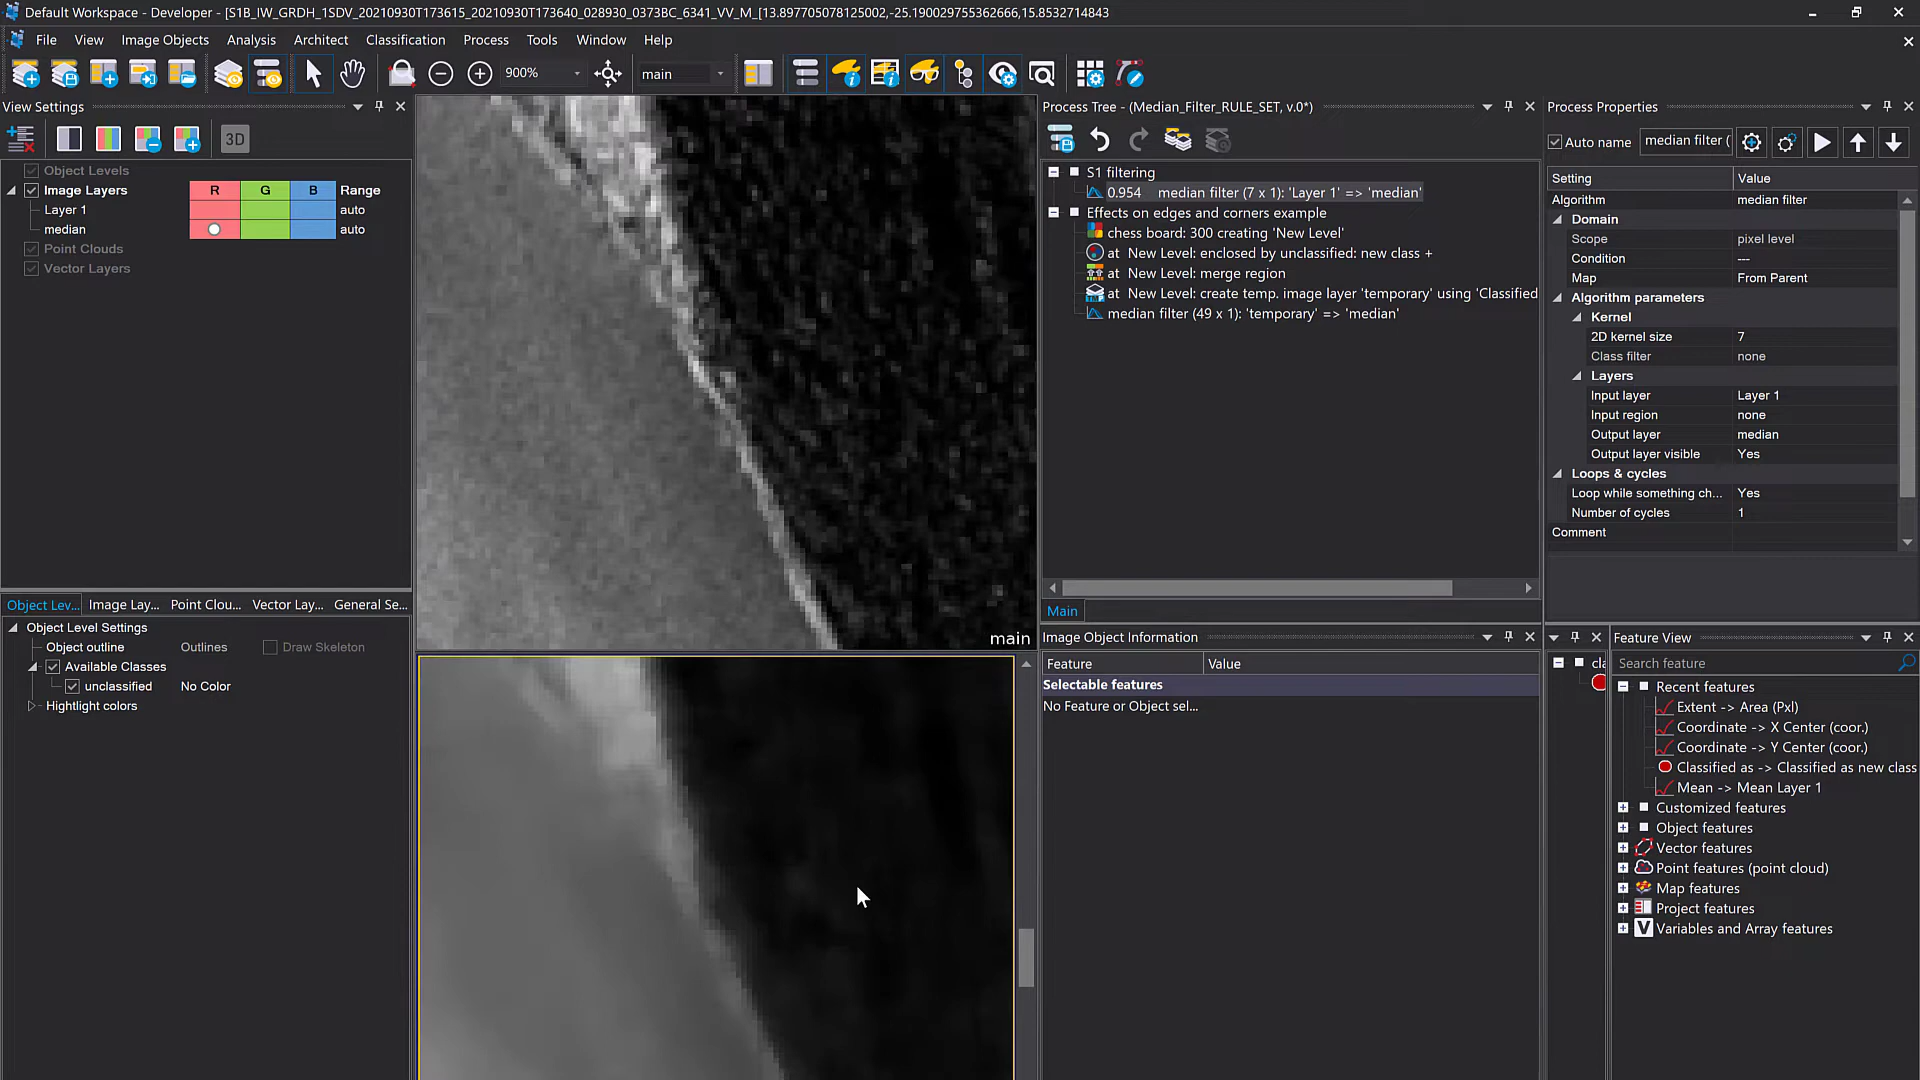 Default Workspace - Developer - [S1B_IW_GRDH_1SDV_20210930T173615_20210930T173640_028930_0373BC_6341_VV_M_[13.897705078125002,-25.190029755362666,15.8532714843
File View Image Objects Analysis Architect Classification Process Tools Window Help
900% main
View Settings
3D
Object Levels
Image Layers R G B Range
Layer 1 auto
median auto
Point Clouds
Vector Layers
Object Lev... Image Lay... Point Clou... Vector Lay... General Se...
Object Level Settings
Object outline Outlines Draw Skeleton
Available Classes
unclassified No Color
Hightlight colors
main
Process Tree - (Median_Filter_RULE_SET, v.0*)
S1 filtering
0.954 median filter (7 x 1): 'Layer 1' => 'median'
Effects on edges and corners example
chess board: 300 creating 'New Level'
at New Level: enclosed by unclassified: new class +
at New Level: merge region
at New Level: create temp. image layer 'temporary' using 'Classified
median filter (49 x 1): 'temporary' => 'median'
Main
Process Properties
Auto name median filter (
Setting Value
Algorithm median filter
Domain
Scope pixel level
Condition ---
Map From Parent
Algorithm parameters
Kernel
2D kernel size 7
Class filter none
Layers
Input layer Layer 1
Input region none
Output layer median
Output layer visible Yes
Loops & cycles
Loop while something ch... Yes
Number of cycles 1
Comment
Image Object Information
Feature Value
Selectable features
No Feature or Object sel...
cla
Feature View
Search feature
Recent features
Extent -> Area (Pxl)
Coordinate -> X Center (coor.)
Coordinate -> Y Center (coor.)
Classified as -> Classified as new class
Mean -> Mean Layer 1
Customized features
Object features
Vector features
Point features (point cloud)
Map features
Project features
V Variables and Array features